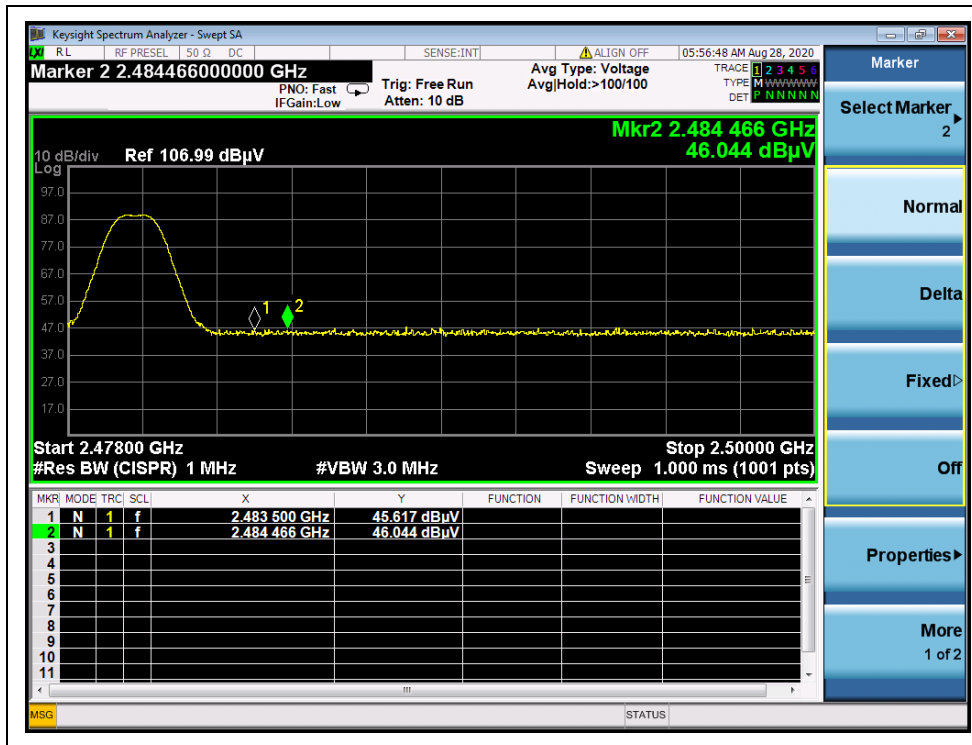 Keysight Spectrum Analyzer - Swept SA
LXI RL RF PRESEL 50 Ω DC SENSE:INT ALIGN OFF 05:56:48 AM Aug 28, 2020
Marker 2 2.484466000000 GHz
PNO: Fast
IFGain:Low
Trig: Free Run
Atten: 10 dB
Avg Type: Voltage
Avg|Hold:>100/100
TRACE 1 2 3 4 5 6
TYPE M WWWWW
DET P N N N N N
Mkr2 2.484 466 GHz
46.044 dBµV
10 dB/div Ref 106.99 dBµV
Log
97.0
87.0
77.0
67.0
57.0
47.0
37.0
27.0
17.0
1 2
Start 2.47800 GHz Stop 2.50000 GHz
#Res BW (CISPR) 1 MHz #VBW 3.0 MHz Sweep 1.000 ms (1001 pts)
MKR MODE TRC SCL X Y FUNCTION FUNCTION WIDTH FUNCTION VALUE
1 N 1 f 2.483 500 GHz 45.617 dBµV
2 N 1 f 2.484 466 GHz 46.044 dBµV
3
4
5
6
7
8
9
10
11
MSG STATUS
Marker
Select Marker
2
Normal
Delta
Fixed
Off
Properties
More
1 of 2